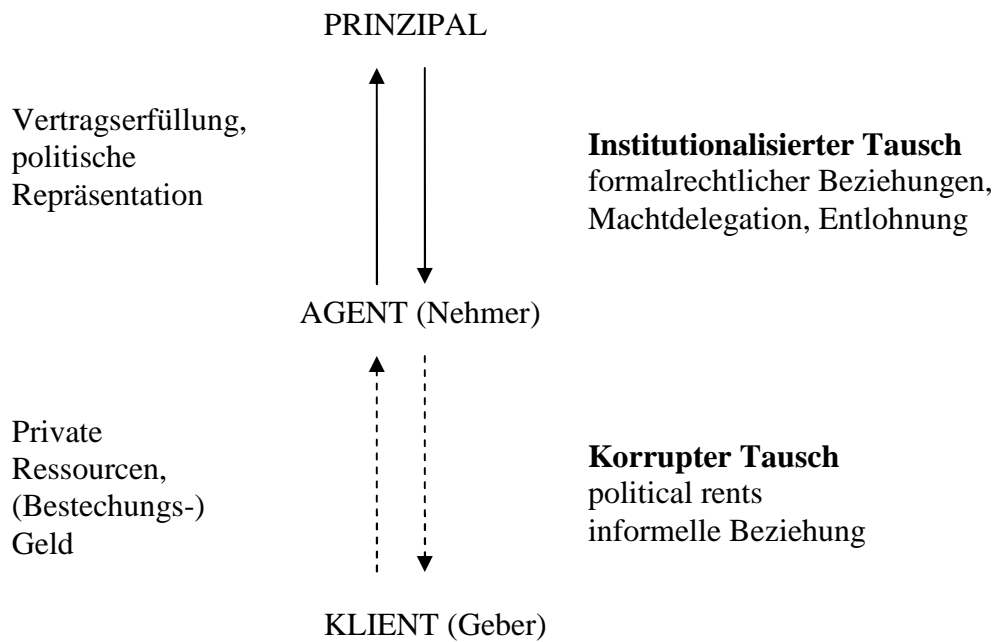 PRINZIPAL
Vertragserfüllung,
politische
Repräsentation
Institutionalisierter Tausch
formalrechtlicher Beziehungen,
Machtdelegation, Entlohnung
AGENT (Nehmer)
Private
Ressourcen,
(Bestechungs-)
Geld
Korrupter Tausch
political rents
informelle Beziehung
KLIENT (Geber)